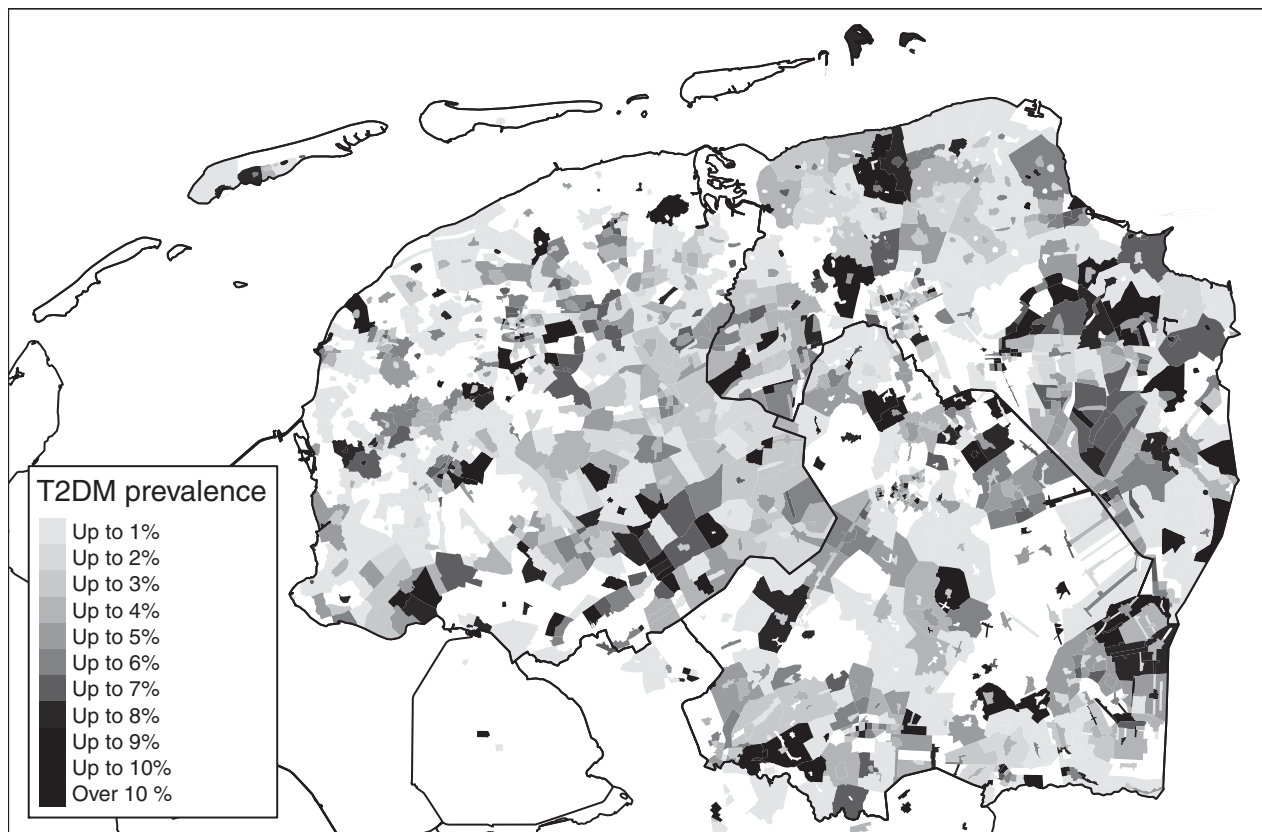 T2DM prevalence
Up to 1%
Up to 2%
Up to 3%
Up to 4%
Up to 5%
Up to 6%
Up to 7%
Up to 8%
Up to 9%
Up to 10%
Over 10 %